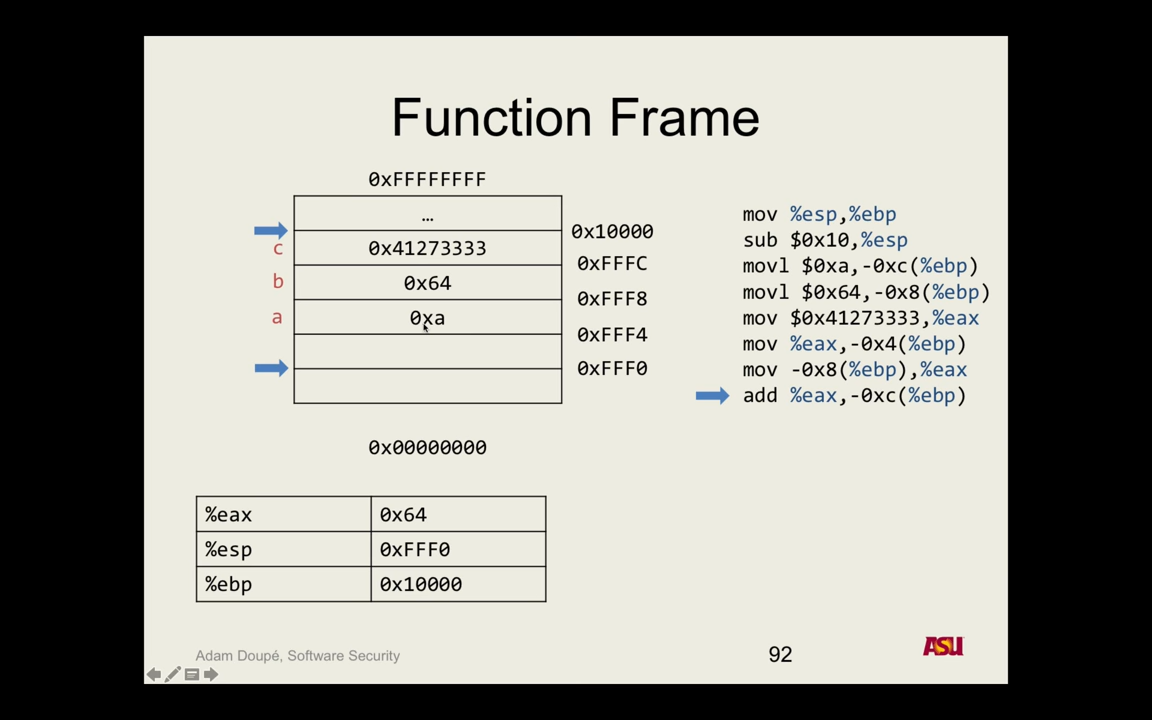 Function Frame
0xFFFFFFFF
…
0x10000
c 0x41273333
0xFFFC
b 0x64
0xFFF8
a 0xa
0xFFF4
0xFFF0
0x00000000
mov %esp,%ebp
sub $0x10,%esp
movl $0xa,-0xc(%ebp)
movl $0x64,-0x8(%ebp)
mov $0x41273333,%eax
mov %eax,-0x4(%ebp)
mov -0x8(%ebp),%eax
add %eax,-0xc(%ebp)
%eax 0x64
%esp 0xFFF0
%ebp 0x10000
Adam Doupé, Software Security
92
ASU